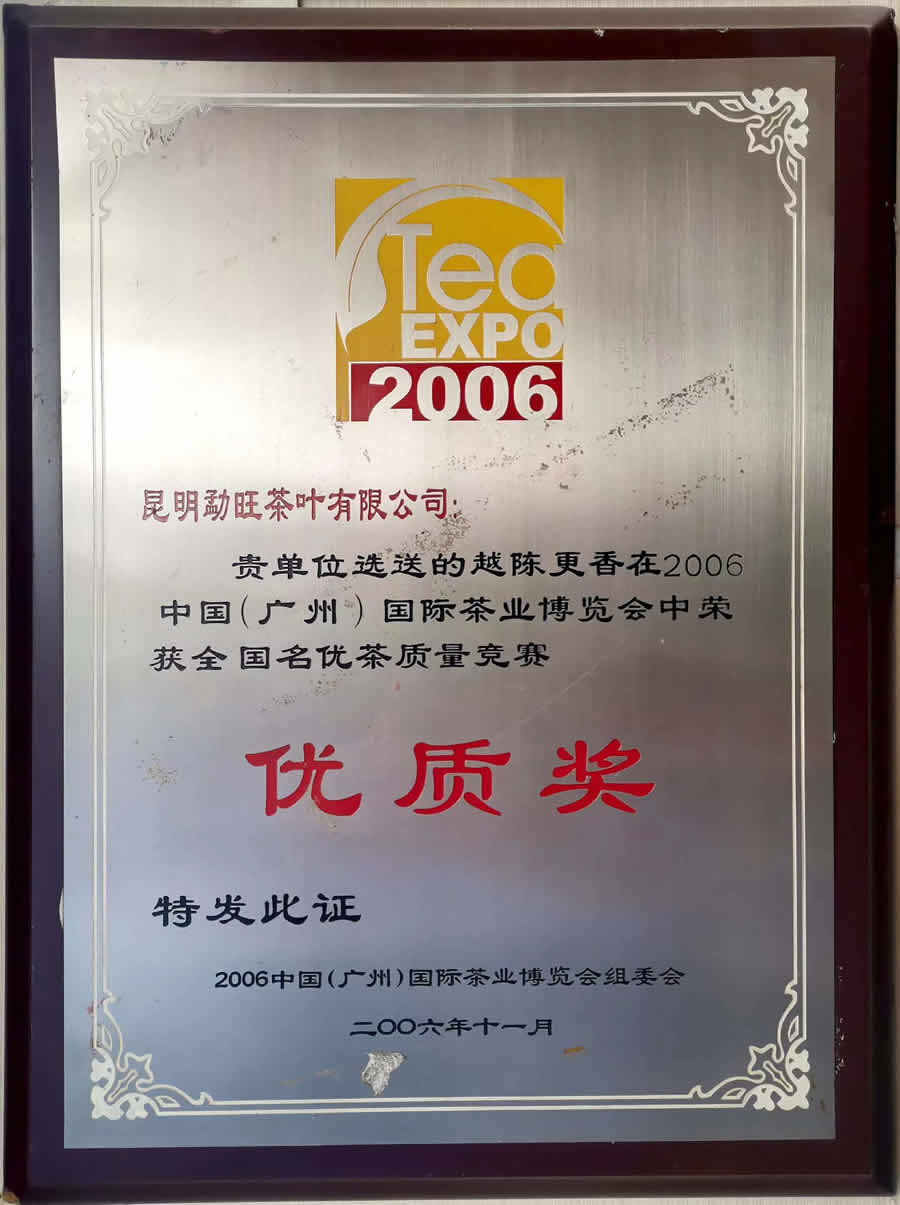 Tea
EXPO
2006
昆明勐旺茶叶有限公司:
贵单位选送的越陈更香在2006
中国(广州)国际茶业博览会中荣
获全国名优茶质量竞赛
优质奖
特发此证
2006中国(广州)国际茶业博览会组委会
二OO六年十一月